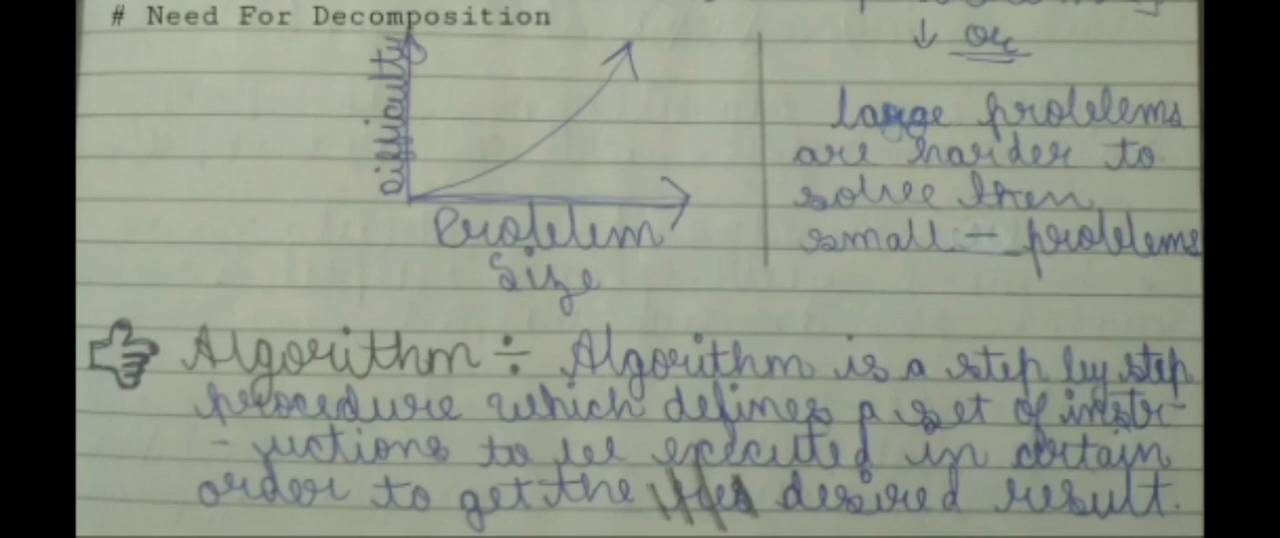 # Need For Decomposition
↓ or
Difficulty
Problem
Size
large problems
are harder to
solve then
small - problems
Algorithm ÷ Algorithm is a step by step
procedure which defines a set of instr-
-uctions to be executed in certain
order to get the desired result.